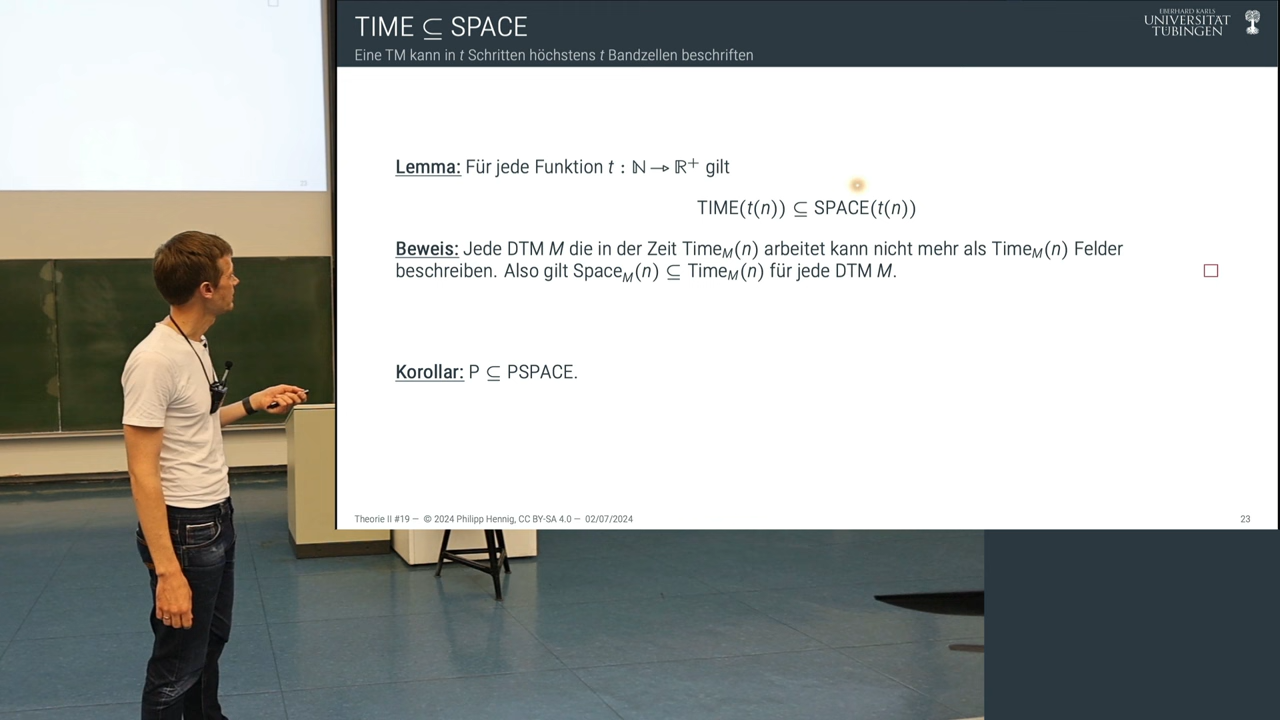 TIME ⊆ SPACE
Eine TM kann in t Schritten höchstens t Bandzellen beschriften
EBERHARD KARLS
UNIVERSITÄT
TÜBINGEN
Lemma: Für jede Funktion t : ℕ → ℝ⁺ gilt
TIME(t(n)) ⊆ SPACE(t(n))
Beweis: Jede DTM M die in der Zeit Time_M(n) arbeitet kann nicht mehr als Time_M(n) Felder
beschreiben. Also gilt Space_M(n) ⊆ Time_M(n) für jede DTM M. □
Korollar: P ⊆ PSPACE.
Theorie II #19 — © 2024 Philipp Hennig, CC BY-SA 4.0 — 02/07/2024
23